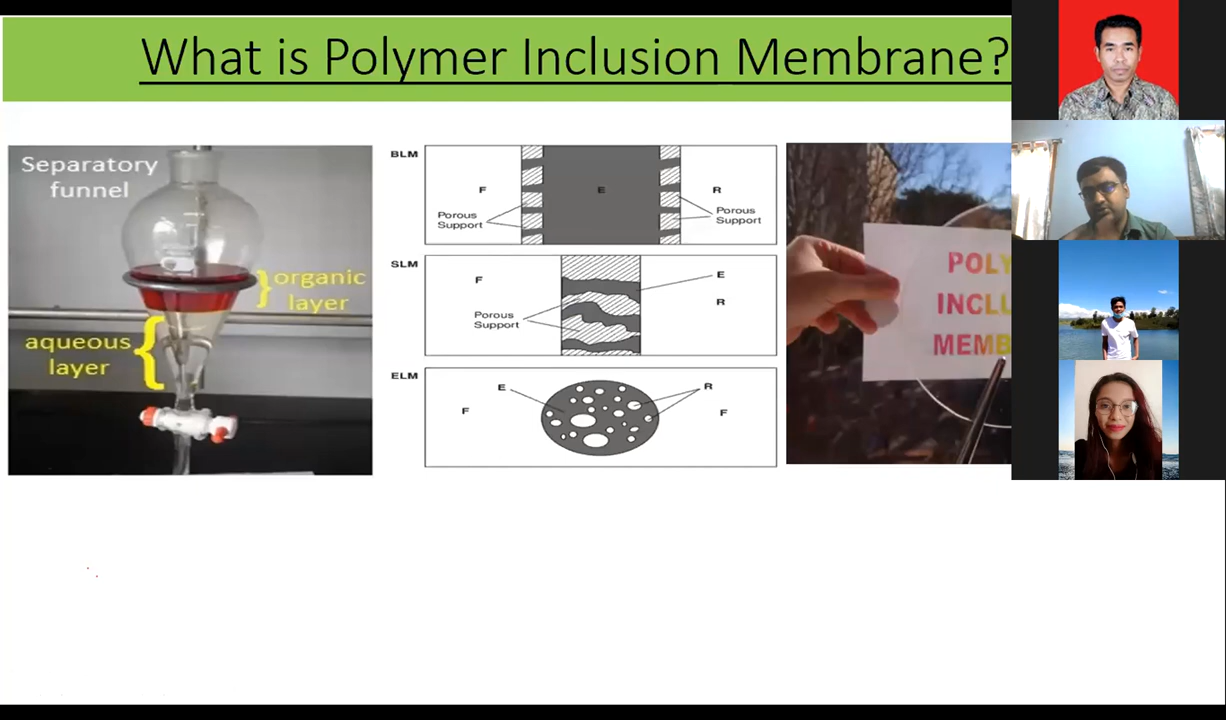 What is Polymer Inclusion Membrane?
Separatory
funnel
organic
layer
aqueous
layer
BLM
F
E
R
Porous
Support
Porous
Support
SLM
F
E
R
Porous
Support
ELM
E
R
F
F
POLY
INCLU
MEMB